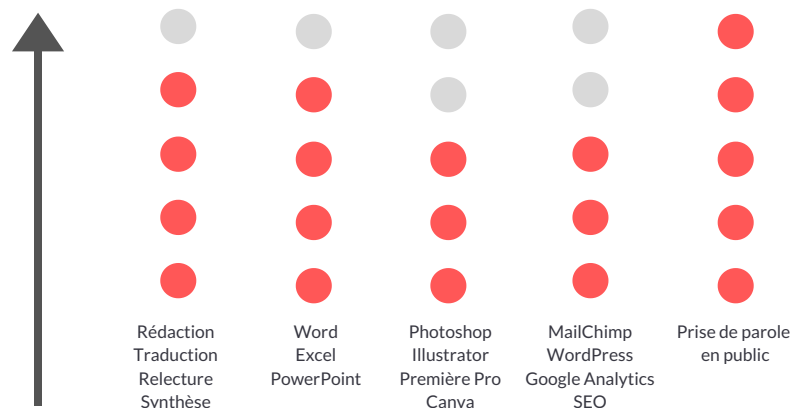 Rédaction
Traduction
Relecture
Synthèse
Word
Excel
PowerPoint
Photoshop
Illustrator
Première Pro
Canva
MailChimp
WordPress
Google Analytics
SEO
Prise de parole
en public